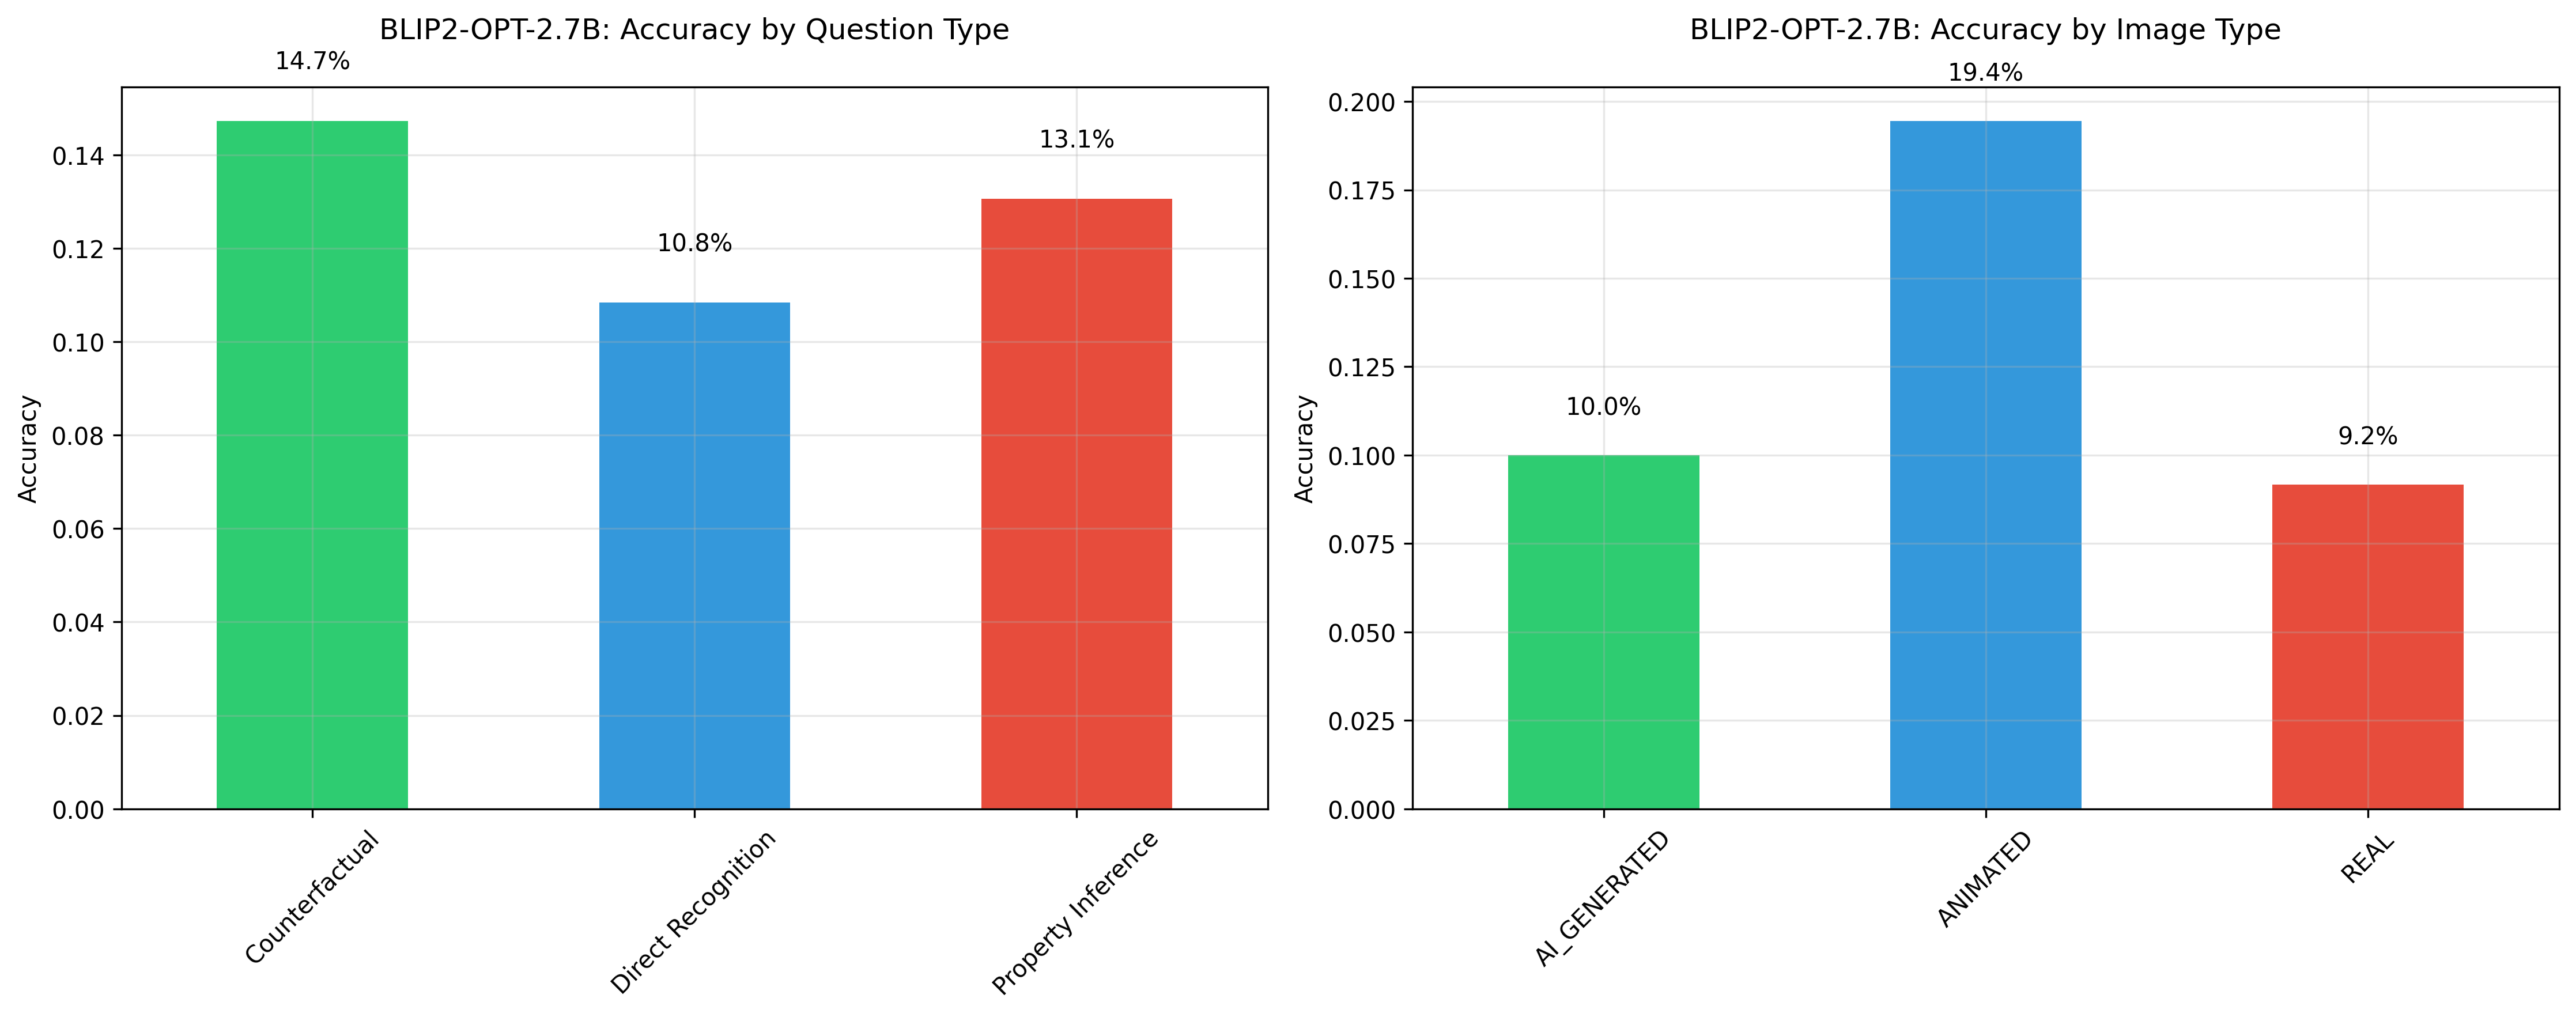 BLIP2-OPT-2.7B: Accuracy by Question Type
14.7%
10.8%
13.1%
Accuracy
0.14
0.12
0.10
0.08
0.06
0.04
0.02
0.00
Counterfactual
Direct Recognition
Property Inference
BLIP2-OPT-2.7B: Accuracy by Image Type
10.0%
19.4%
9.2%
Accuracy
0.200
0.175
0.150
0.125
0.100
0.075
0.050
0.025
0.000
AI_GENERATED
ANIMATED
REAL